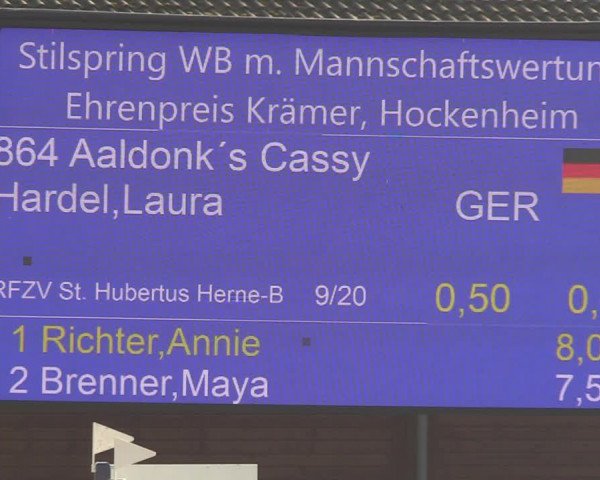 Stilspring WB m. Mannschaftswertun
Ehrenpreis Krämer, Hockenheim
864 Aaldonk´s Cassy
Hardel,Laura GER
RFZV St. Hubertus Herne-B 9/20 0,50 0,
1 Richter,Annie 8,0
2 Brenner,Maya 7,5